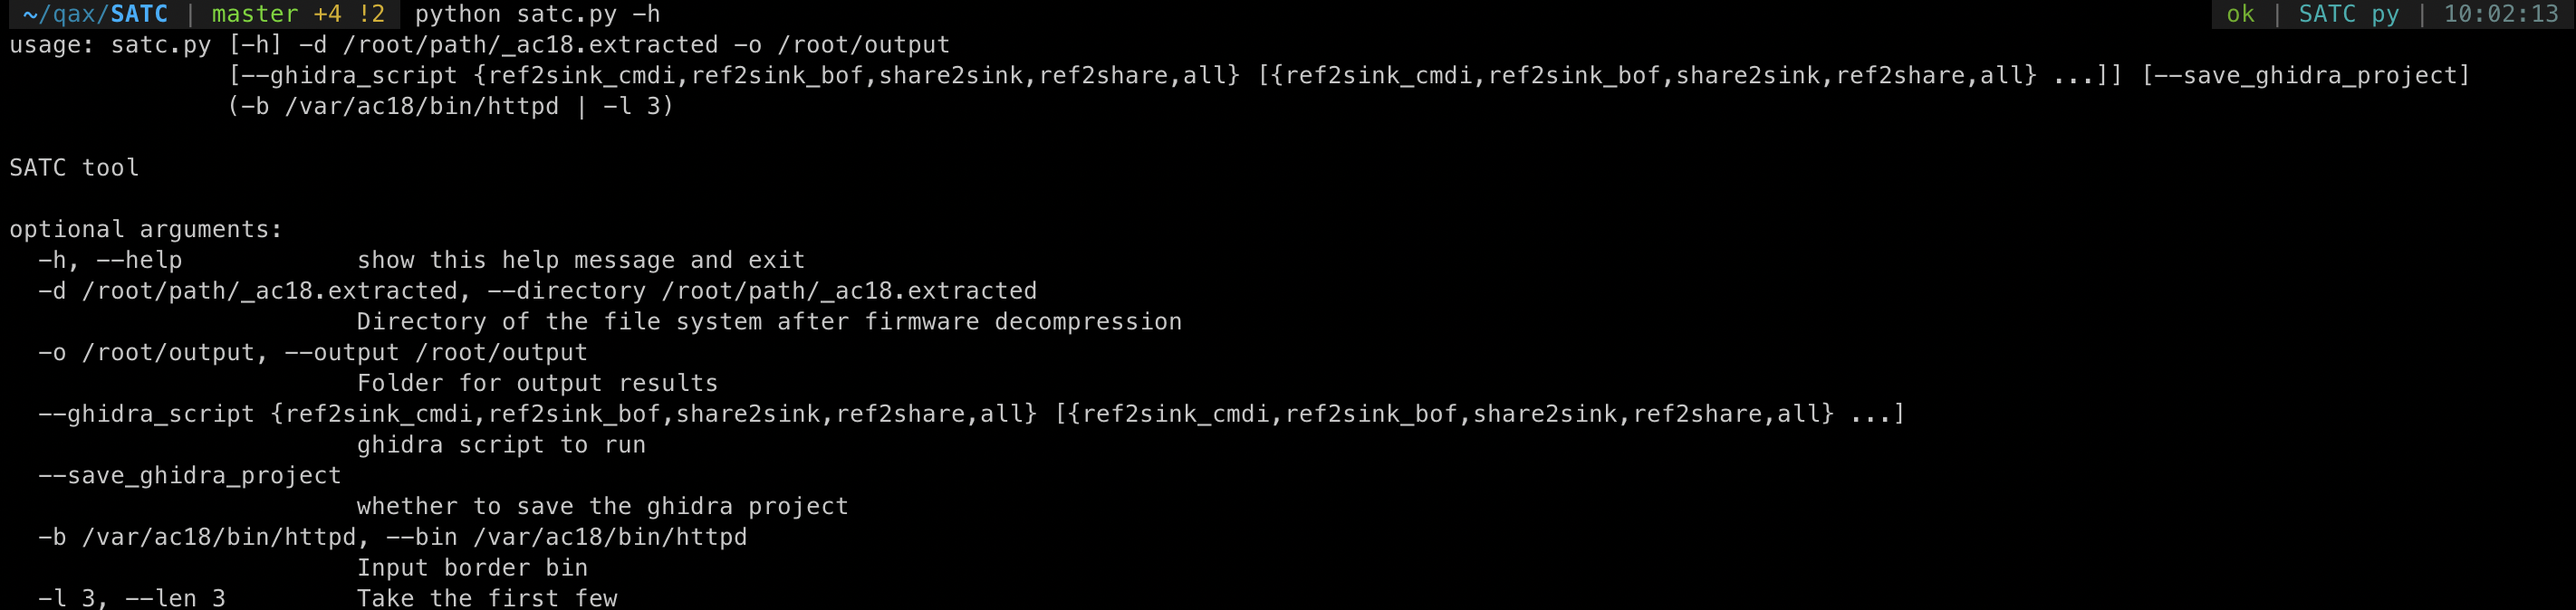 ~/qax/SATC | master +4 !2 python satc.py -h ok | SATC py | 10:02:13
usage: satc.py [-h] -d /root/path/_ac18.extracted -o /root/output
[--ghidra_script {ref2sink_cmdi,ref2sink_bof,share2sink,ref2share,all} [{ref2sink_cmdi,ref2sink_bof,share2sink,ref2share,all} ...]] [--save_ghidra_project]
(-b /var/ac18/bin/httpd | -l 3)
SATC tool
optional arguments:
-h, --help show this help message and exit
-d /root/path/_ac18.extracted, --directory /root/path/_ac18.extracted
Directory of the file system after firmware decompression
-o /root/output, --output /root/output
Folder for output results
--ghidra_script {ref2sink_cmdi,ref2sink_bof,share2sink,ref2share,all} [{ref2sink_cmdi,ref2sink_bof,share2sink,ref2share,all} ...]
ghidra script to run
--save_ghidra_project
whether to save the ghidra project
-b /var/ac18/bin/httpd, --bin /var/ac18/bin/httpd
Input border bin
-l 3, --len 3 Take the first few